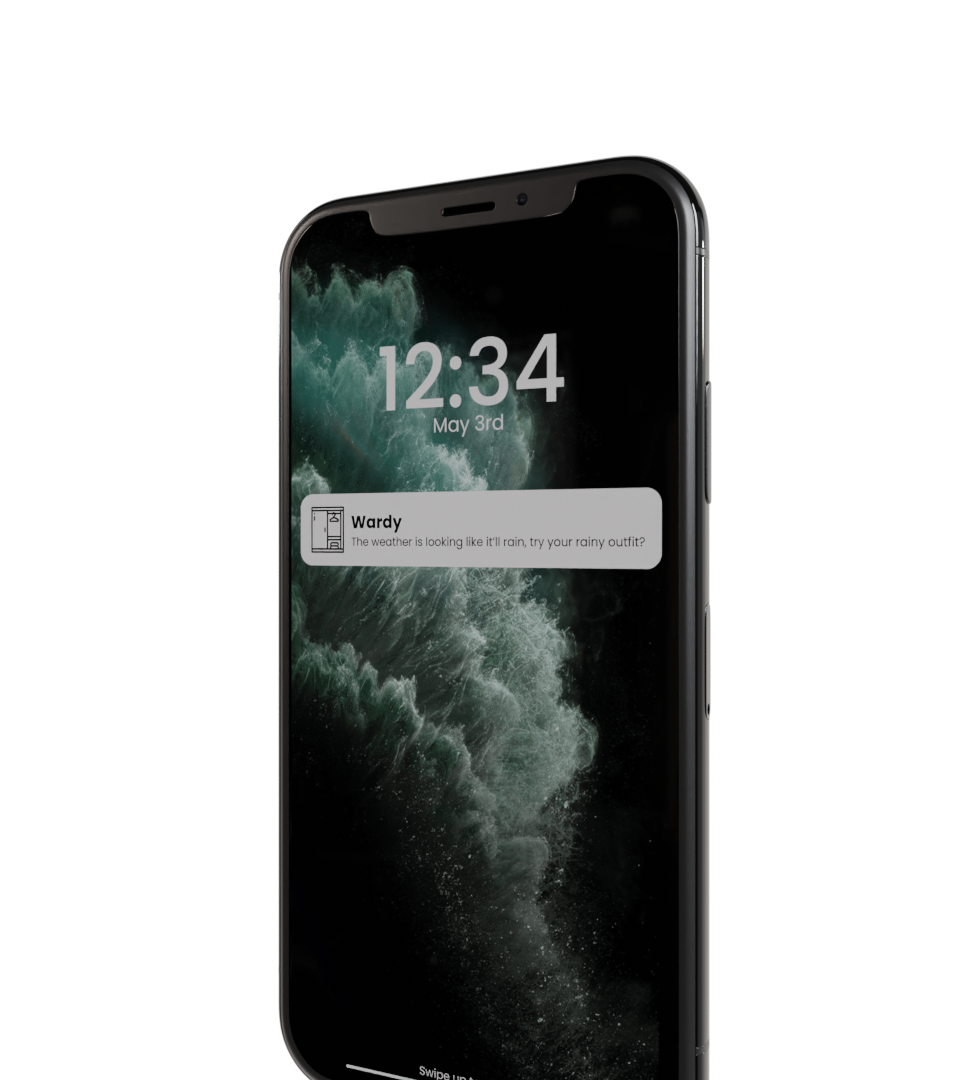 12:34
May 3rd
Wardy
The weather is looking like it'll rain, try your rainy outfit?
Swipe up